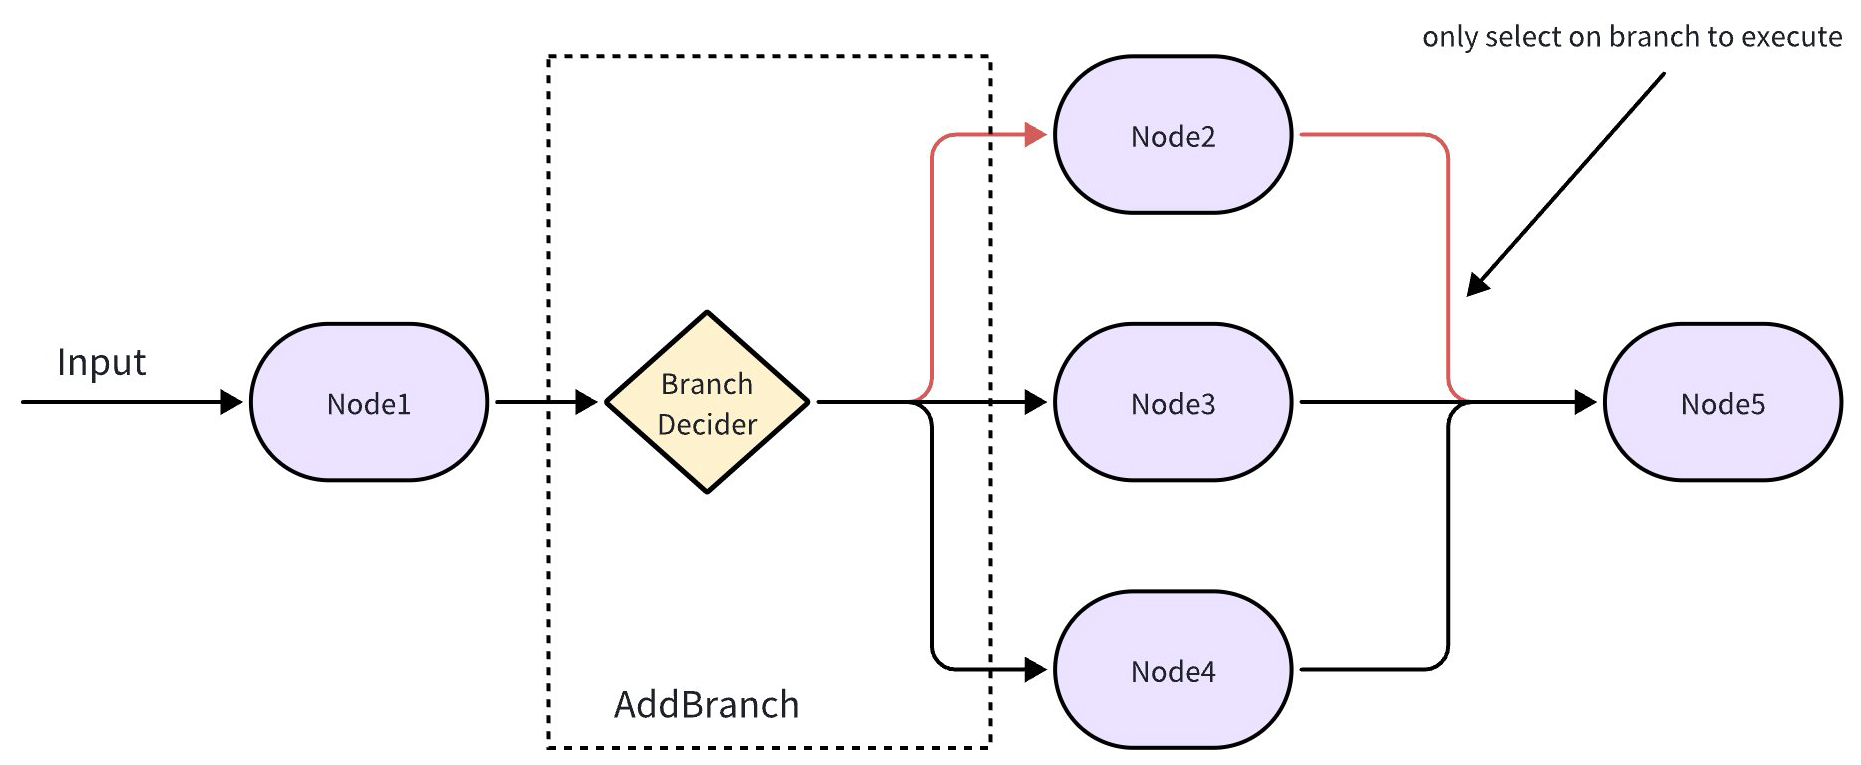 only select on branch to execute
Node2
Input
Node1
Branch
Decider
Node3
Node5
Node4
AddBranch